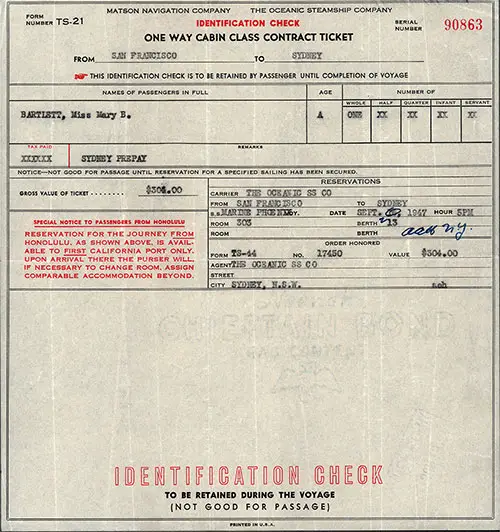 MATSON NAVIGATION COMPANY THE OCEANIC STEAMSHIP COMPANY
FORM NUMBER TS-21 IDENTIFICATION CHECK SERIAL NUMBER 90863
ONE WAY CABIN CLASS CONTRACT TICKET
FROM SAN FRANCISCO TO SYDNEY
THIS IDENTIFICATION CHECK IS TO BE RETAINED BY PASSENGER UNTIL COMPLETION OF VOYAGE
NAMES OF PASSENGERS IN FULL AGE NUMBER OF
WHOLE HALF QUARTER INFANT SERVANT
BARTLETT, Miss Mary B. A ONE XX XX XX XX
TAX PAID REMARKS
XXXXXX SYDNEY PREPAY
NOTICE—NOT GOOD FOR PASSAGE UNTIL RESERVATION FOR A SPECIFIED SAILING HAS BEEN SECURED.
RESERVATIONS
GROSS VALUE OF TICKET ........ $304.00
CARRIER THE OCEANIC SS CO
FROM SAN FRANCISCO TO SYDNEY
S.S. MARINE PHOENIX DATE SEPT. 1947 HOUR 5PM
ROOM 303 BERTH 13
ROOM BERTH
SPECIAL NOTICE TO PASSENGERS FROM HONOLULU
RESERVATION FOR THE JOURNEY FROM
HONOLULU, AS SHOWN ABOVE, IS AVAIL-
ABLE TO FIRST CALIFORNIA PORT ONLY.
UPON ARRIVAL THERE THE PURSER WILL,
IF NECESSARY TO CHANGE ROOM, ASSIGN
COMPARABLE ACCOMMODATION BEYOND.
ORDER HONORED
FORM TS-44 NO. 17450 VALUE $304.00
AGENT THE OCEANIC SS CO
STREET
CITY SYDNEY, N.S.W. aeh
IDENTIFICATION CHECK
TO BE RETAINED DURING THE VOYAGE
(NOT GOOD FOR PASSAGE)
PRINTED IN U.S.A.